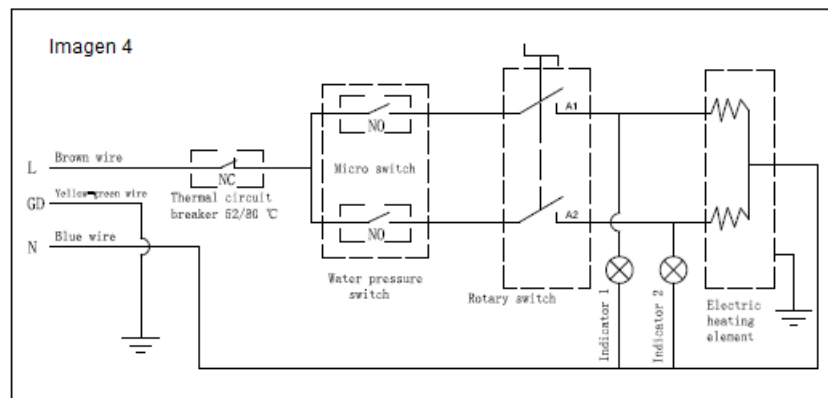 Imagen 4
L
Brown wire
GD
Yellow-green wire
N
Blue wire
NC
Thermal circuit
breaker 52/80 ℃
NO
Micro switch
NO
Water pressure
switch
A1
A2
Rotary switch
Indicator 1
Indicator 2
Electric
heating
element